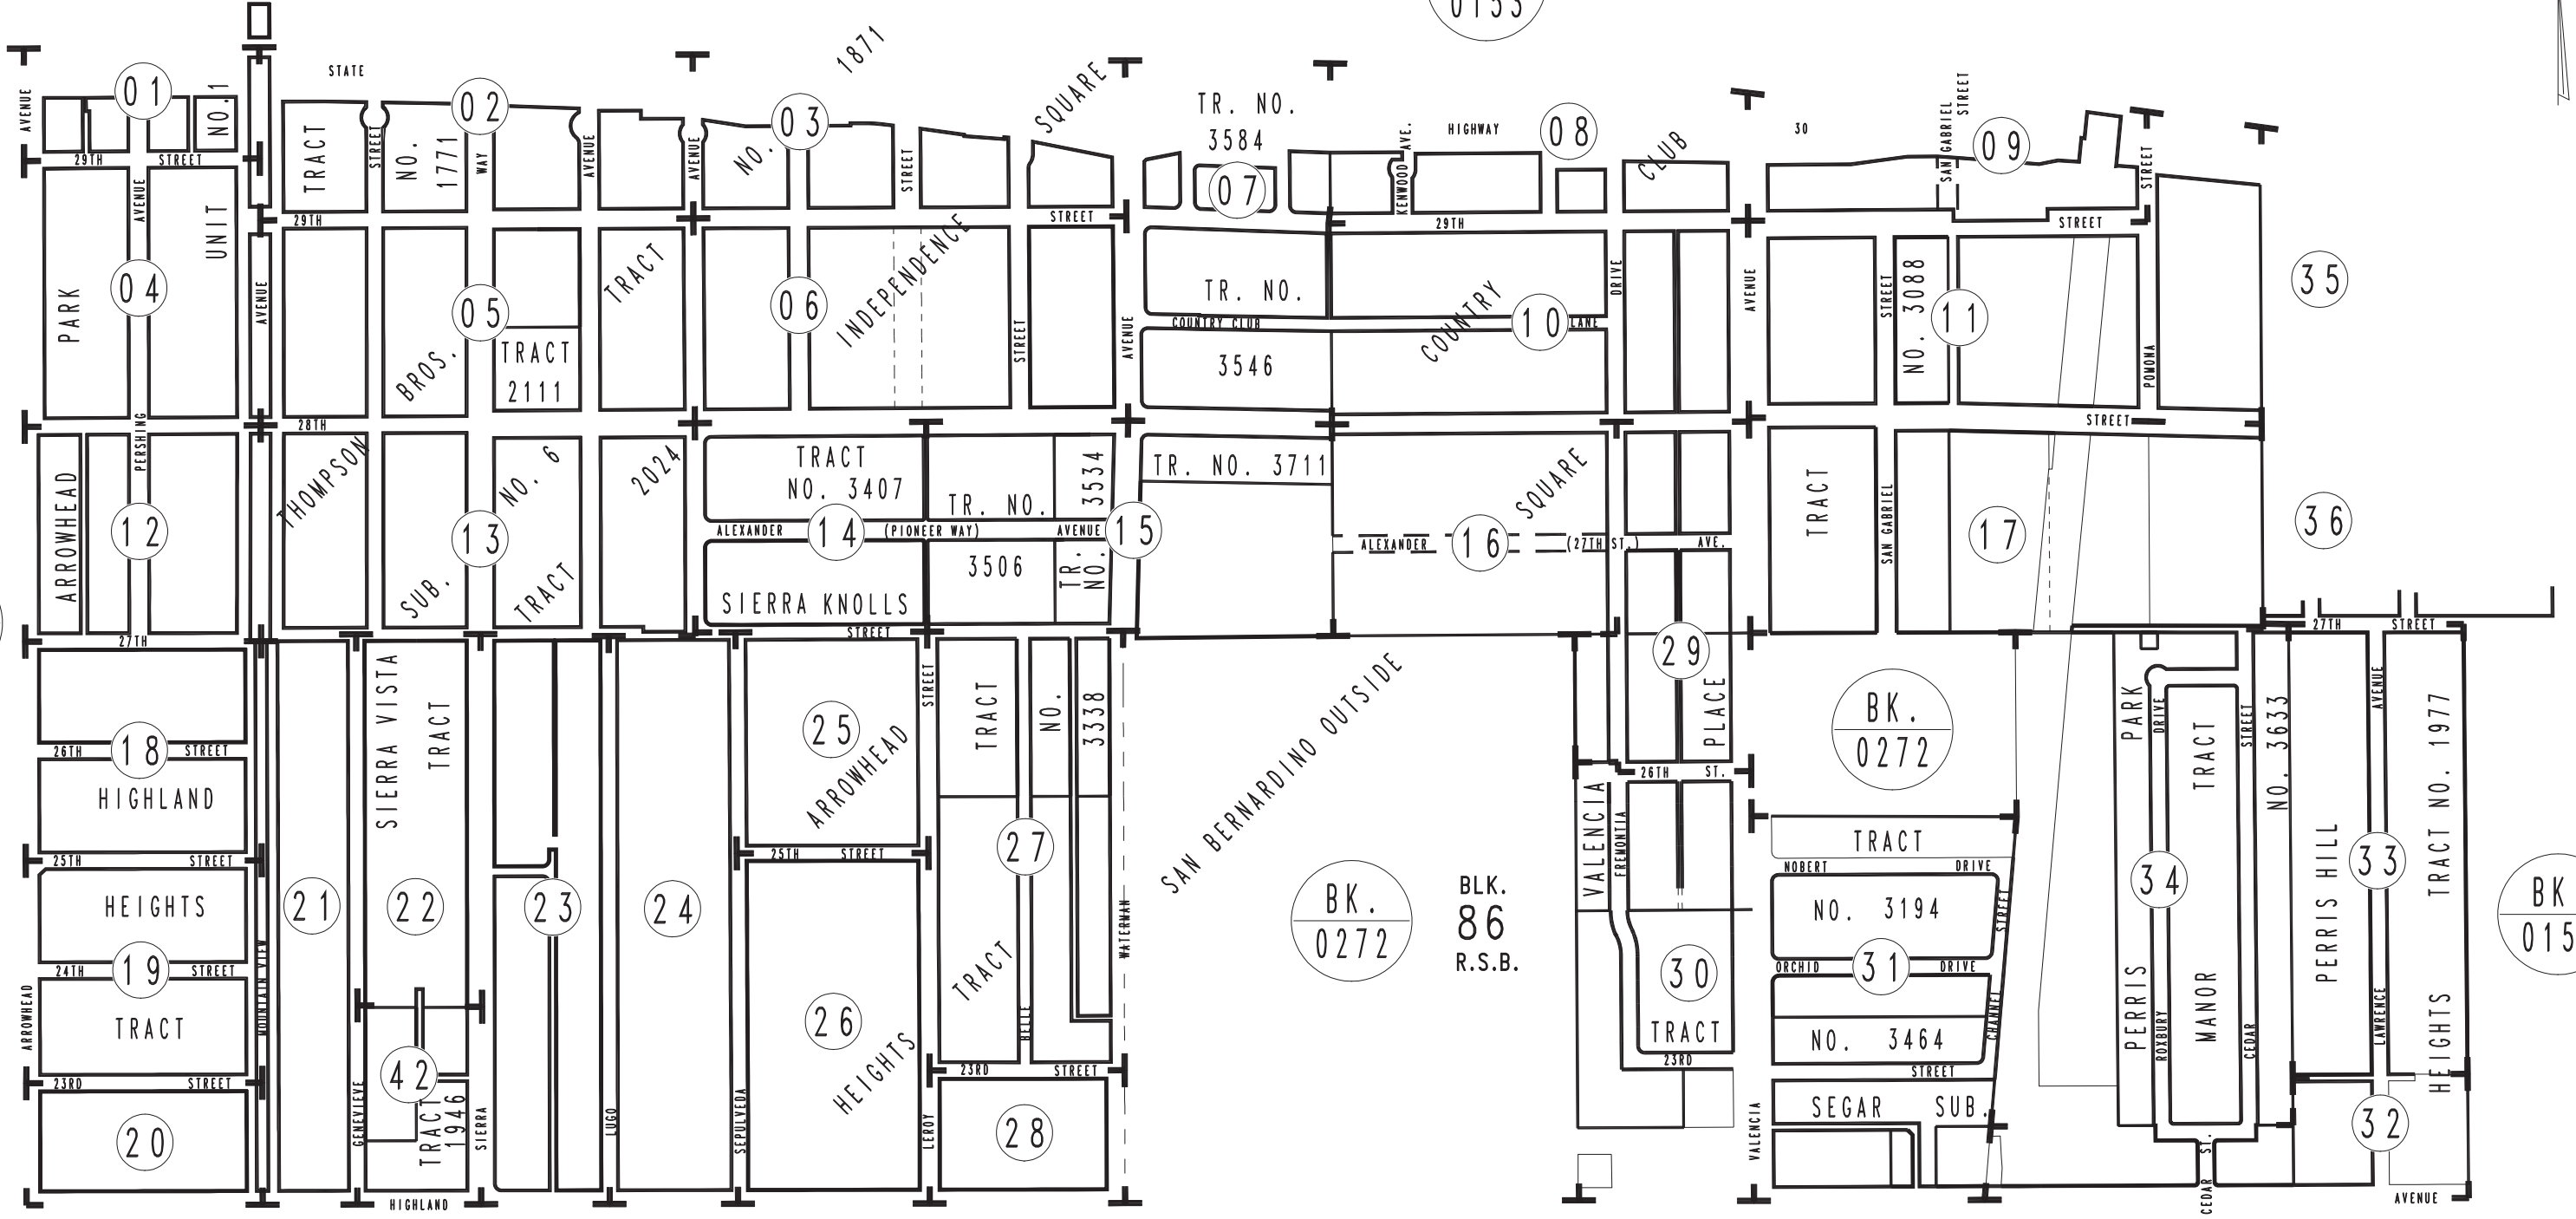 0153
1871
STATE
01
02
03
SQUARE
TR. NO.
3584
07
KENWOOD AVE.
HIGHWAY
08
CLUB
30
SAN GABRIEL
STREET
09
STREET
AVENUE
NO. 1
29TH STREET
TRACT
STREET
NO.
1771
WAY
AVENUE
AVENUE
NO.
STREET
29TH
STREET
29TH
STREET
PARK
AVENUE
04
UNIT
AVENUE
05
BROS.
TRACT
2111
TRACT
06
INDEPENDENCE
STREET
AVENUE
TR. NO.
COUNTRY CLUB
LANE
3546
COUNTRY
10
DRIVE
AVENUE
STREET
NO. 3088
11
POMONA
35
28TH
STREET
PERSHING
ARROWHEAD
12
THOMPSON
13
SUB.
NO. 6
TRACT
2024
TRACT
NO. 3407
ALEXANDER
14
(PIONEER WAY)
AVENUE
SIERRA KNOLLS
TR. NO.
3506
3534
TR.
NO.
15
TR. NO. 3711
ALEXANDER
16
(27TH ST.)
AVE.
SQUARE
TRACT
SAN GABRIEL
17
36
27TH
STREET
27TH STREET
26TH
18
STREET
HIGHLAND
25TH
STREET
HEIGHTS
24TH
19
STREET
TRACT
23RD
STREET
20
ARROWHEAD
MOUNTAIN VIEW
21
GENEVIEVE
SIERRA VISTA
TRACT
22
42
TRACT
1946
SIERRA
HIGHLAND
23
LUGO
24
SEPULVEDA
25
ARROWHEAD
25TH
STREET
26
HEIGHTS
STREET
LEROY
TRACT
NO.
3338
27
TRACT
BELLE
23RD
STREET
28
WATERMAN
SAN BERNARDINO OUTSIDE
BK.
0272
BLK.
86
R.S.B.
29
PLACE
26TH
ST.
VALENCIA
FREMONTIA
30
TRACT
23RD
VALENCIA
BK.
0272
TRACT
NOBERT
DRIVE
NO. 3194
STREET
ORCHID
31
DRIVE
NO. 3464
CHANNEL
STREET
SEGAR SUB.
PARK
DRIVE
TRACT
STREET
NO. 3633
34
PERRIS
ROXBURY
MANOR
CEDAR
CEDAR ST.
PERRIS HILL
AVENUE
33
LAWRENCE
TRACT NO. 1977
HEIGHTS
32
AVENUE
BK
015